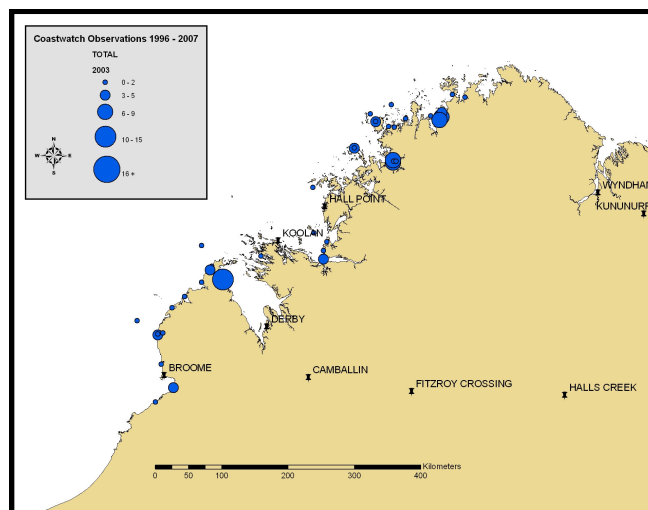 Coastwatch Observations 1996 - 2007
TOTAL
2003
0 - 2
3 - 5
6 - 9
10 - 15
16 +
N
W E
S
WYNDHAM
KUNUNURR
HALL POINT
KOOLAN
DERBY
BROOME
CAMBALLIN
FITZROY CROSSING
HALLS CREEK
Kilometers
0 50 100 200 300 400